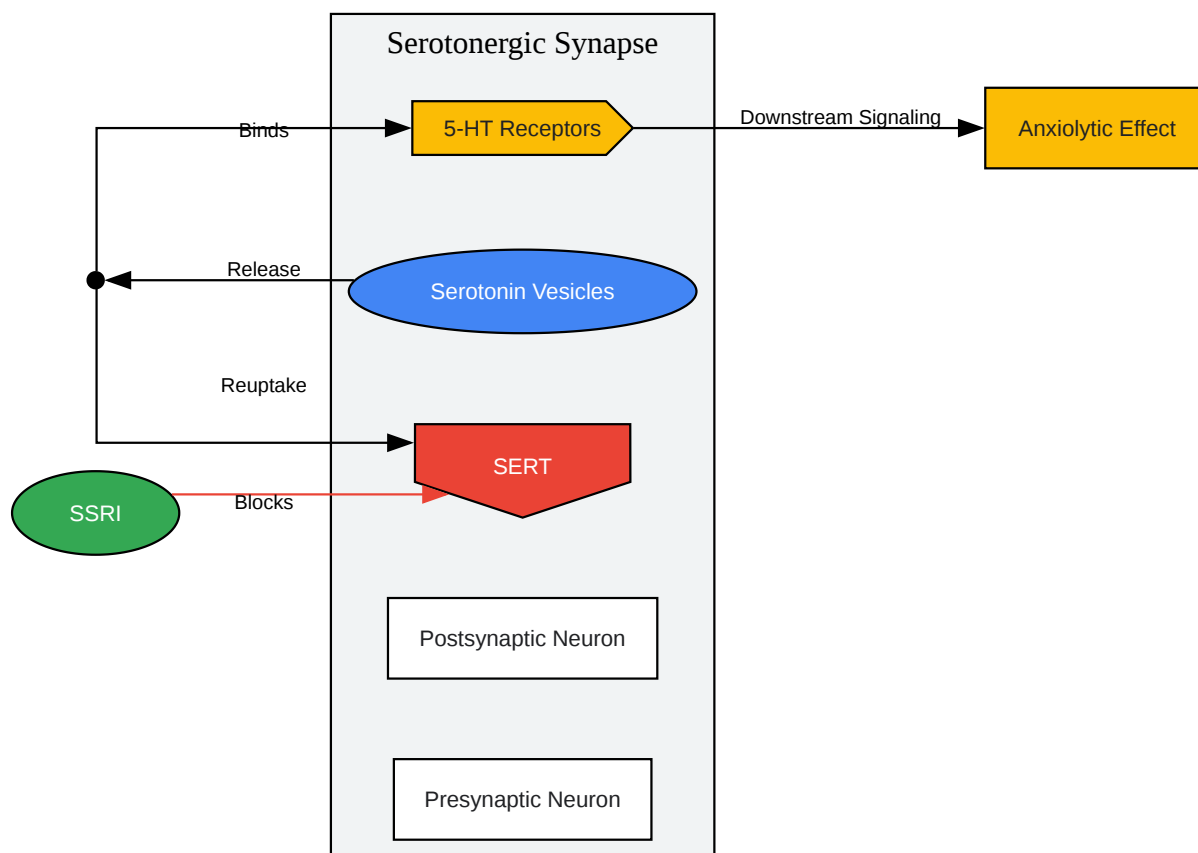 Serotonergic Synapse
Binds
5-HT Receptors
Downstream Signaling
Anxiolytic Effect
Release
Serotonin Vesicles
Reuptake
SERT
SSRI
Blocks
Postsynaptic Neuron
Presynaptic Neuron